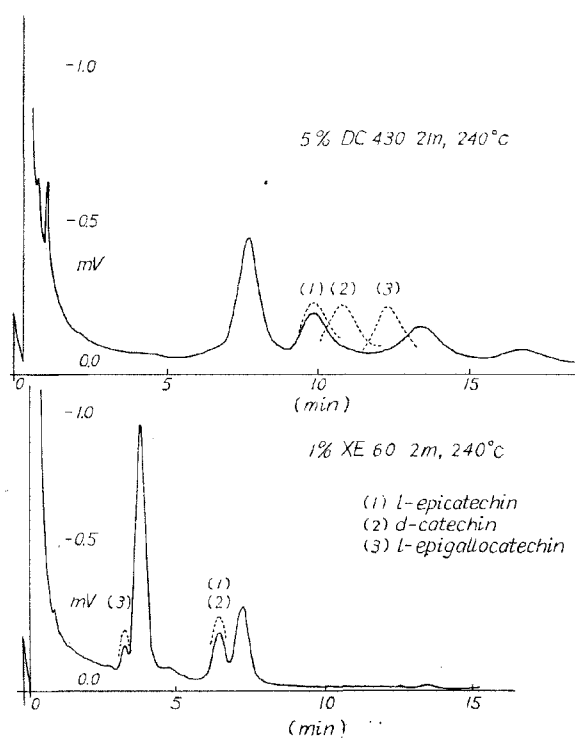 -1.0
5% DC 430 2m, 240°c
-0.5
mV
(1) (2) (3)
0.0
0 5 10 15
(min)
-1.0
1% XE 60 2m, 240°c
(1) l-epicatechin
(2) d-catechin
(3) l-epigallocatechin
-0.5
(1)
mV (3) (2)
0.0
0 5 10 15
(min)